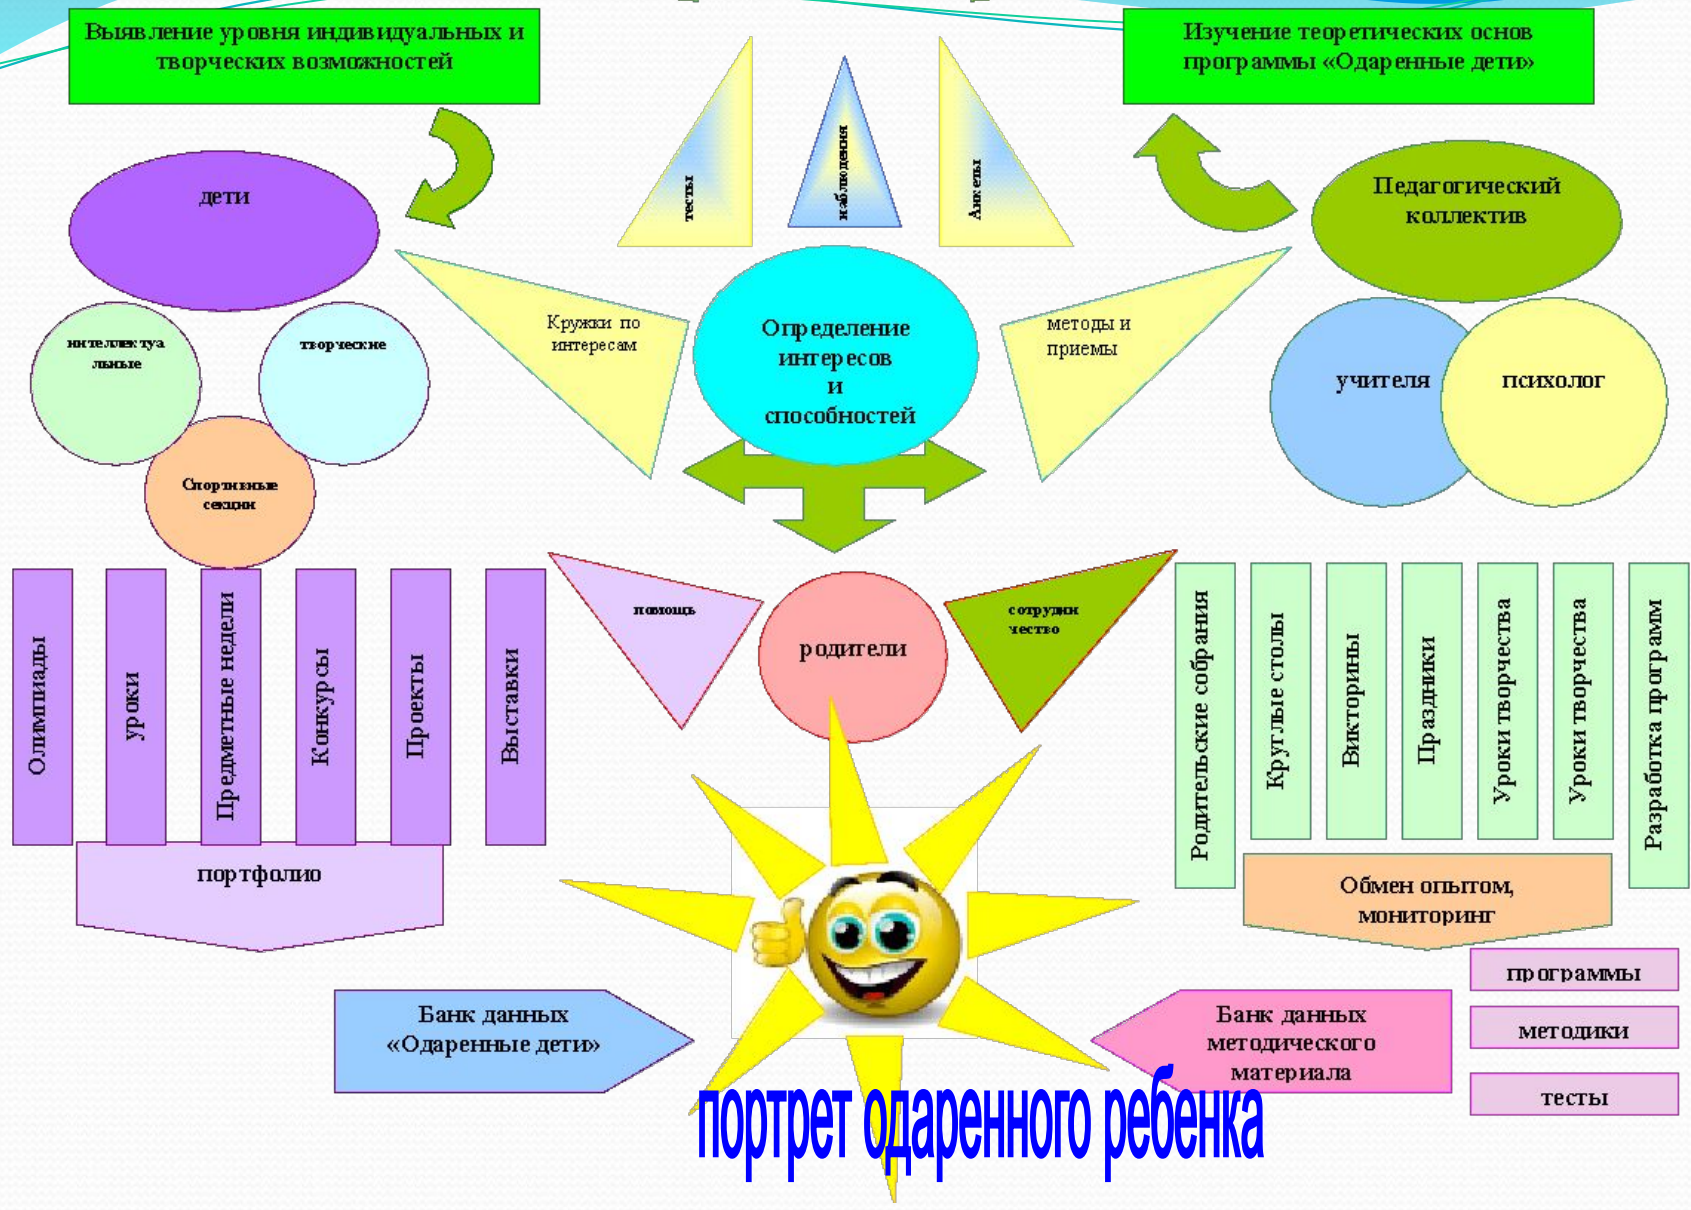 Выявление уровня индивидуальных и
творческих возможностей
Изучение теоретических основ
программы «Одаренные дети»
тесты
наблюдения
Анкеты
дети
Педагогический
коллектив
интеллектуа
льные
творческие
Спортивные
секции
Кружки по
интересам
Определение
интересов
и
способностей
методы и
приемы
учителя
психолог
помощь
родители
сотрудни
чество
Олимпиады
уроки
Предметные недели
Конкурсы
Проекты
Выставки
Родительские собрания
Круглые столы
Викторины
Праздники
Уроки творчества
Уроки творчества
Разработка программ
портфолио
Обмен опытом,
мониторинг
программы
методики
тесты
Банк данных
«Одаренные дети»
Банк данных
методического
материала
портрет одаренного ребенка